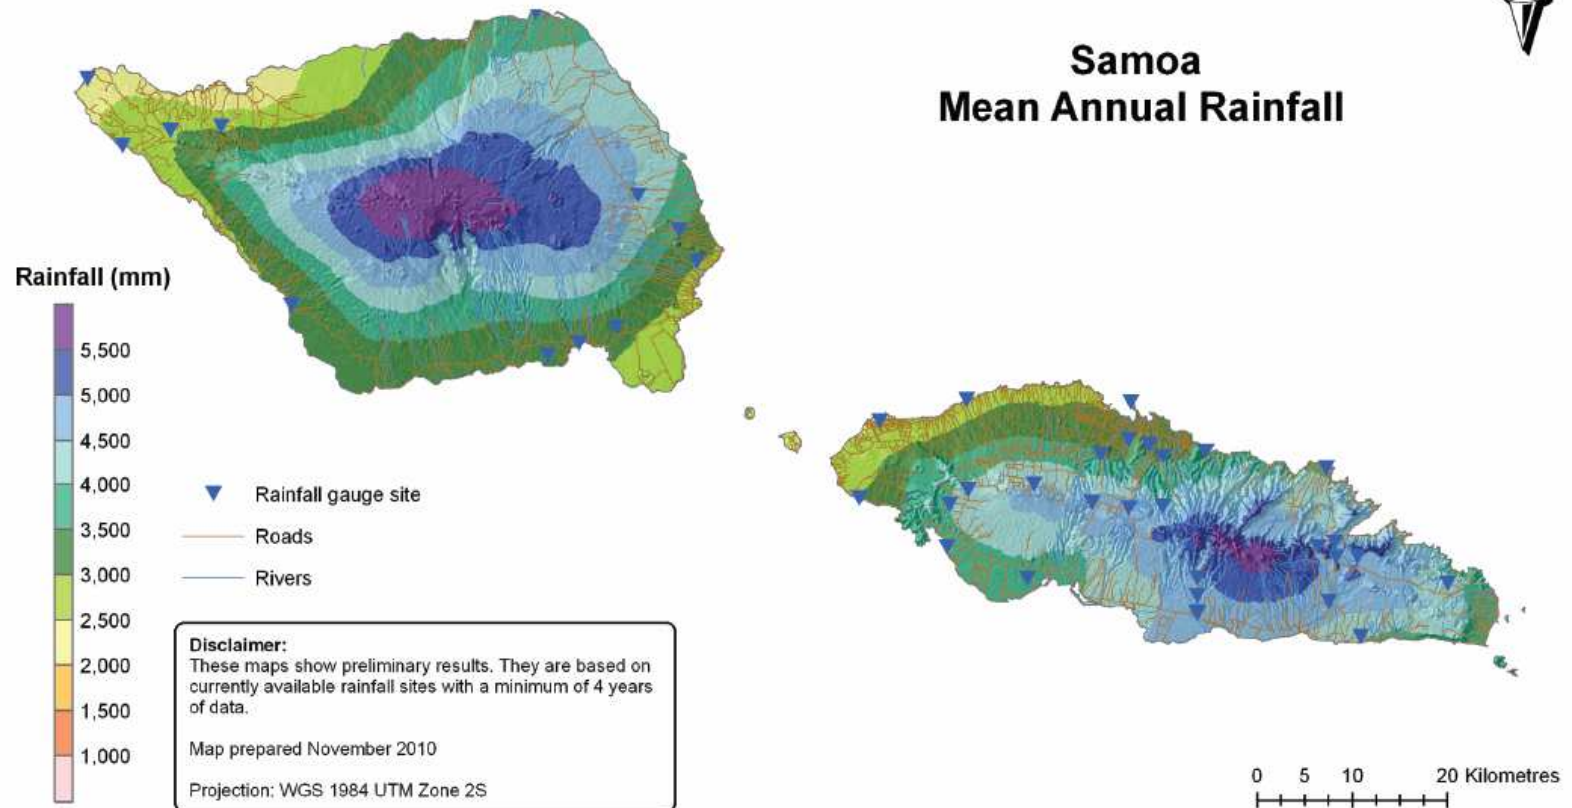 Samoa
Mean Annual Rainfall
Rainfall (mm)
5,500
5,000
4,500
4,000
3,500
3,000
2,500
2,000
1,500
1,000
Rainfall gauge site
Roads
Rivers
Disclaimer:
These maps show preliminary results. They are based on
currently available rainfall sites with a minimum of 4 years
of data.
Map prepared November 2010
Projection: WGS 1984 UTM Zone 2S
0 5 10 20 Kilometres